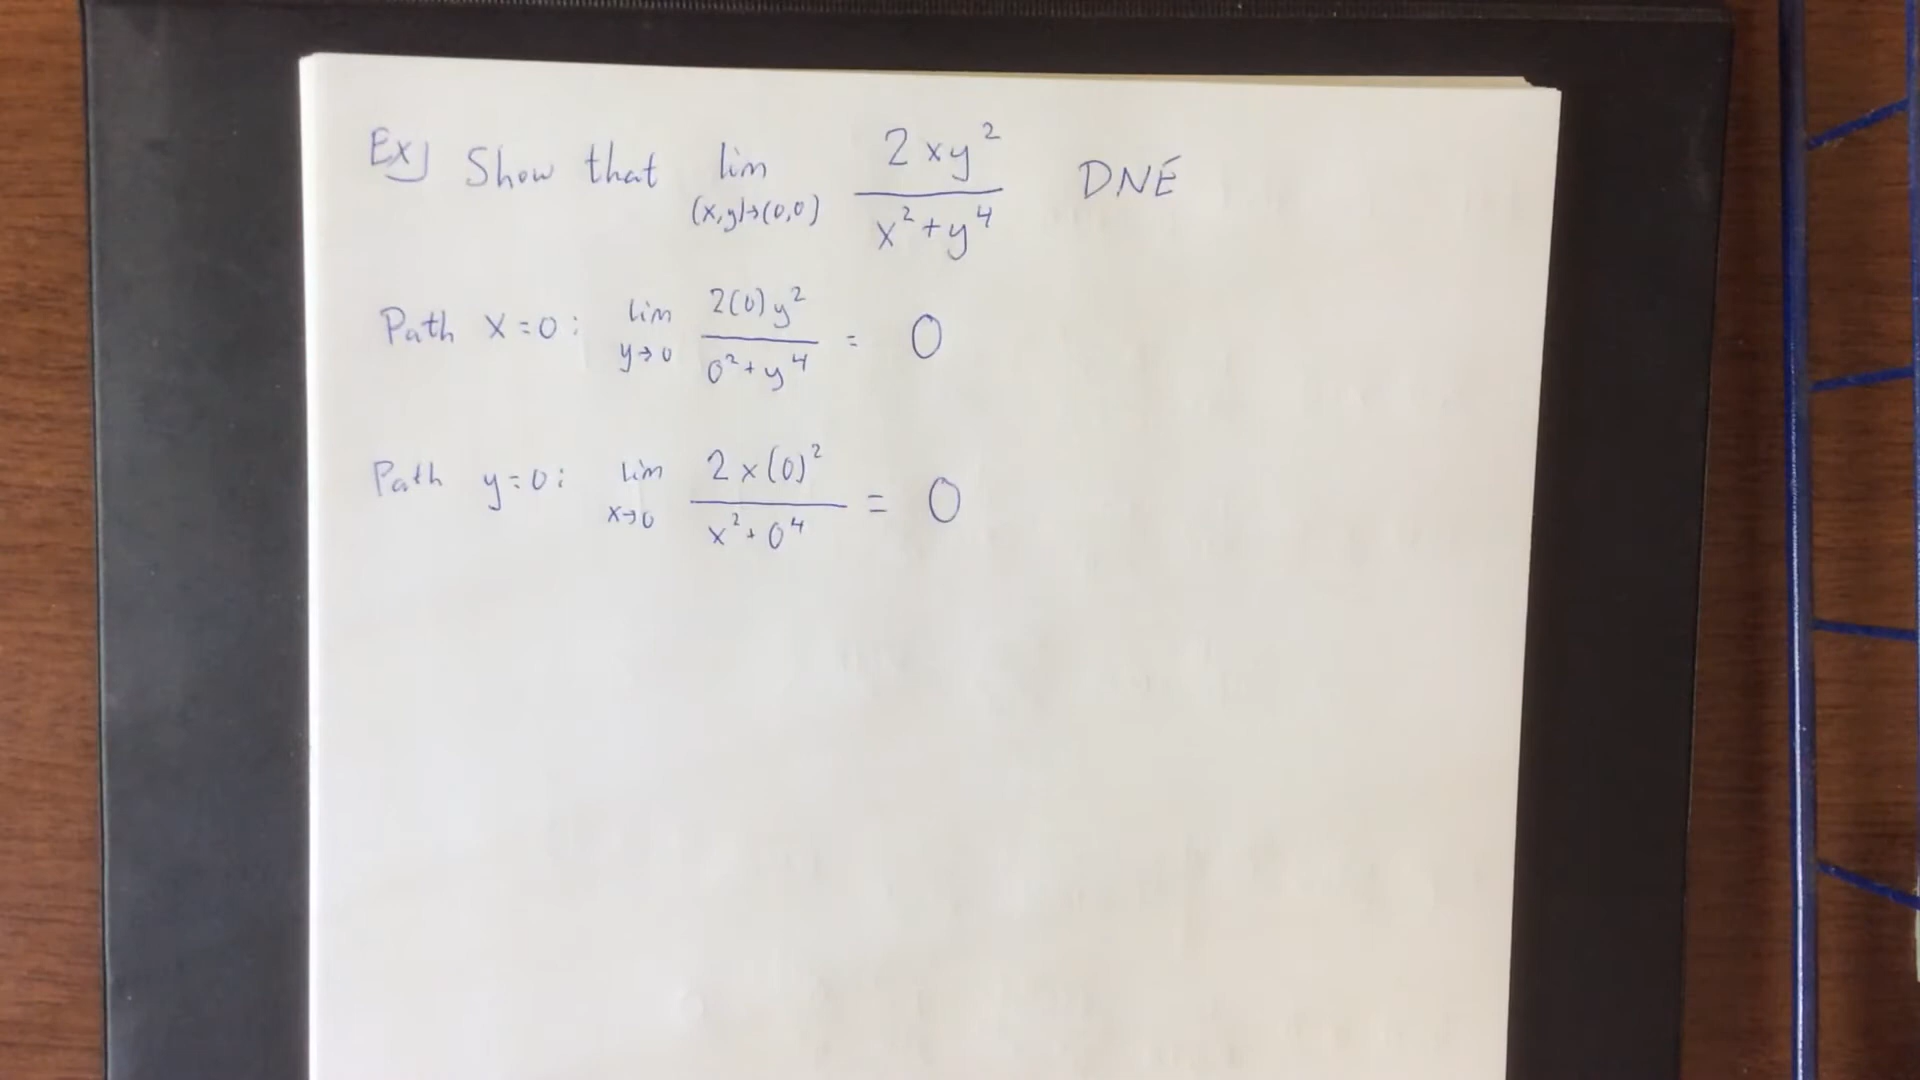 Ex) Show that lim (x,y)→(0,0) 2xy² / x²+y⁴ DNE
Path x=0: lim y→0 2(0)y² / 0²+y⁴ = 0
Path y=0: lim x→0 2x(0)² / x²+0⁴ = 0